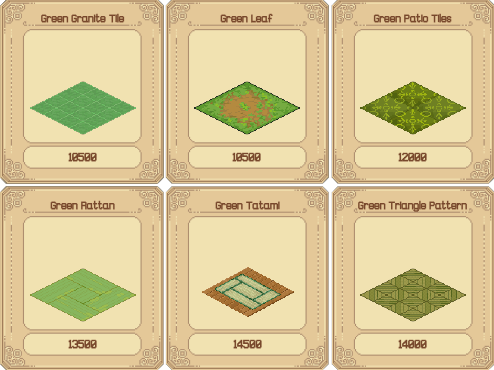 Green Granite Tile
Green Leaf
Green Patio Tiles
10500
10500
12000
Green Rattan
Green Tatami
Green Triangle Pattern
13500
14500
14000